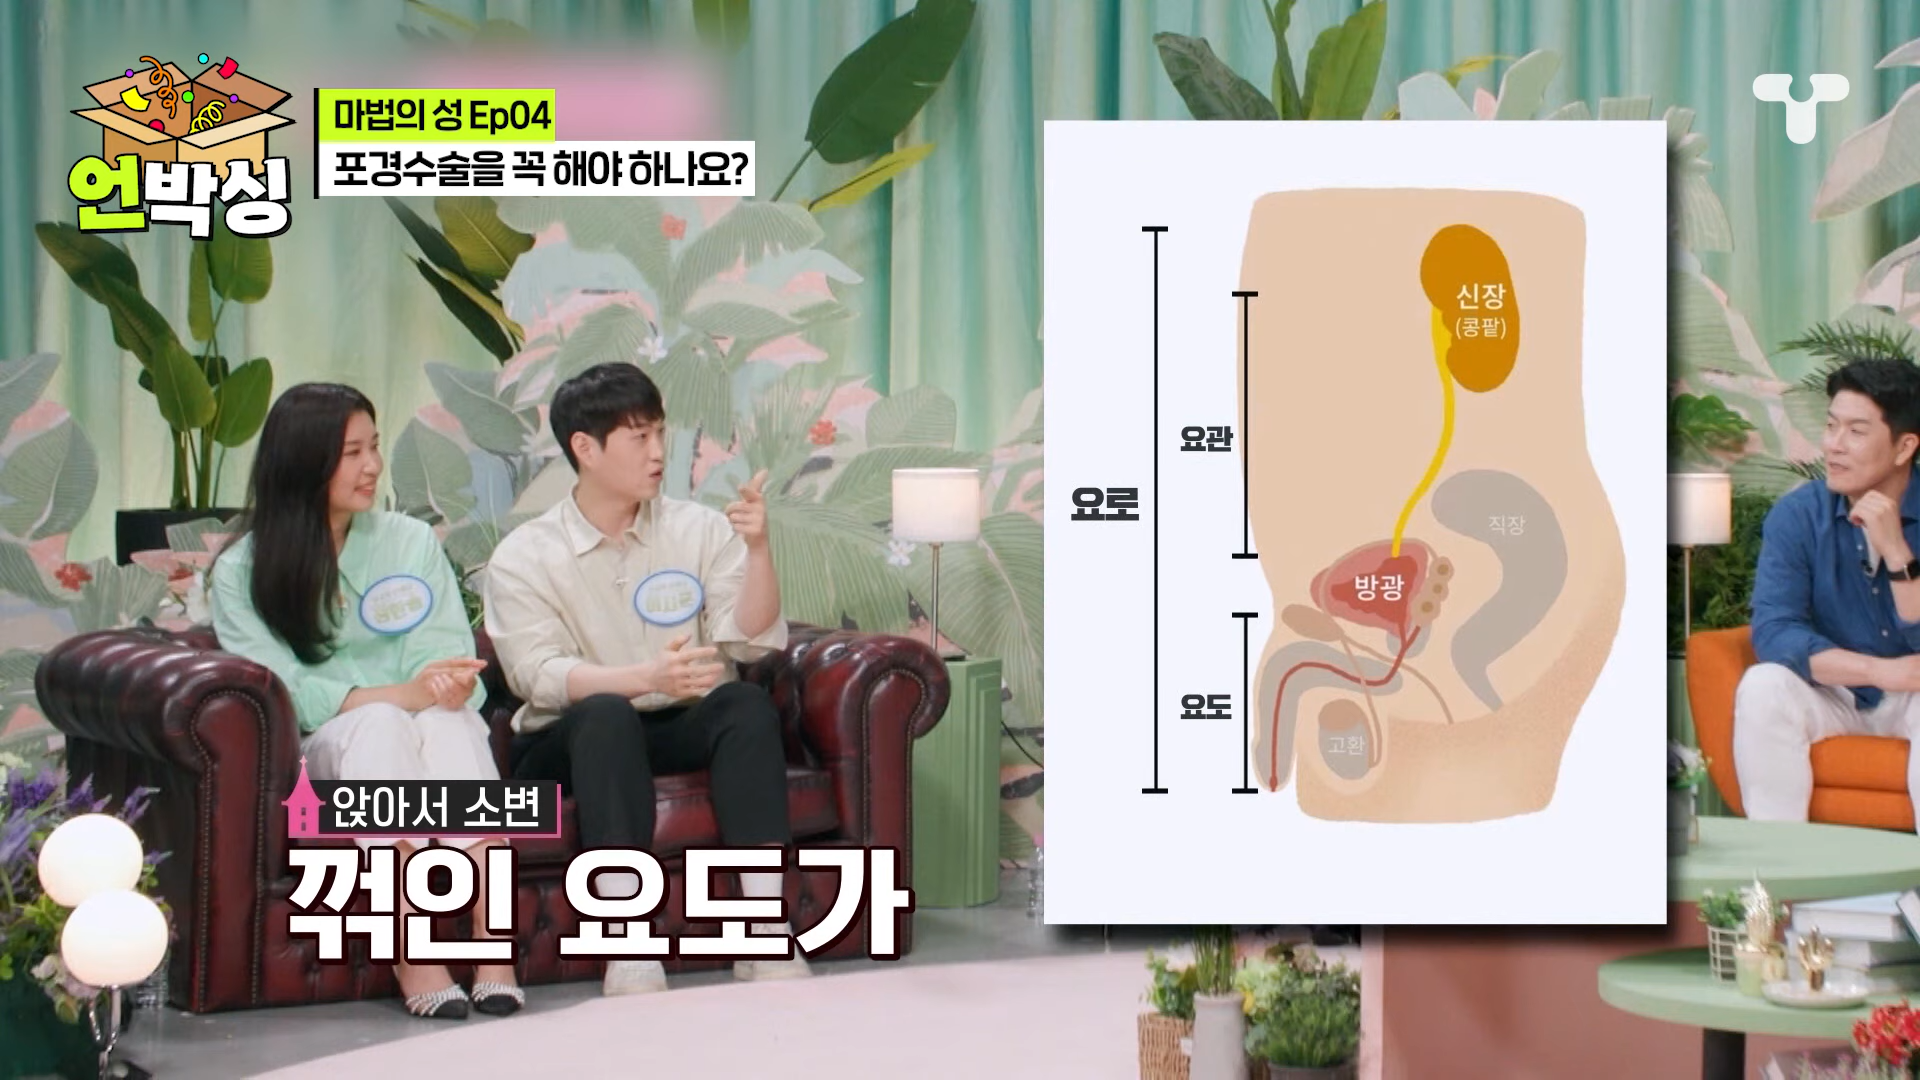 언박싱
마법의 성 Ep04
포경수술을 꼭 해야 하나요?
신장
(콩팥)
요관
요로
직장
방광
요도
고환
앉아서 소변
꺾인 요도가